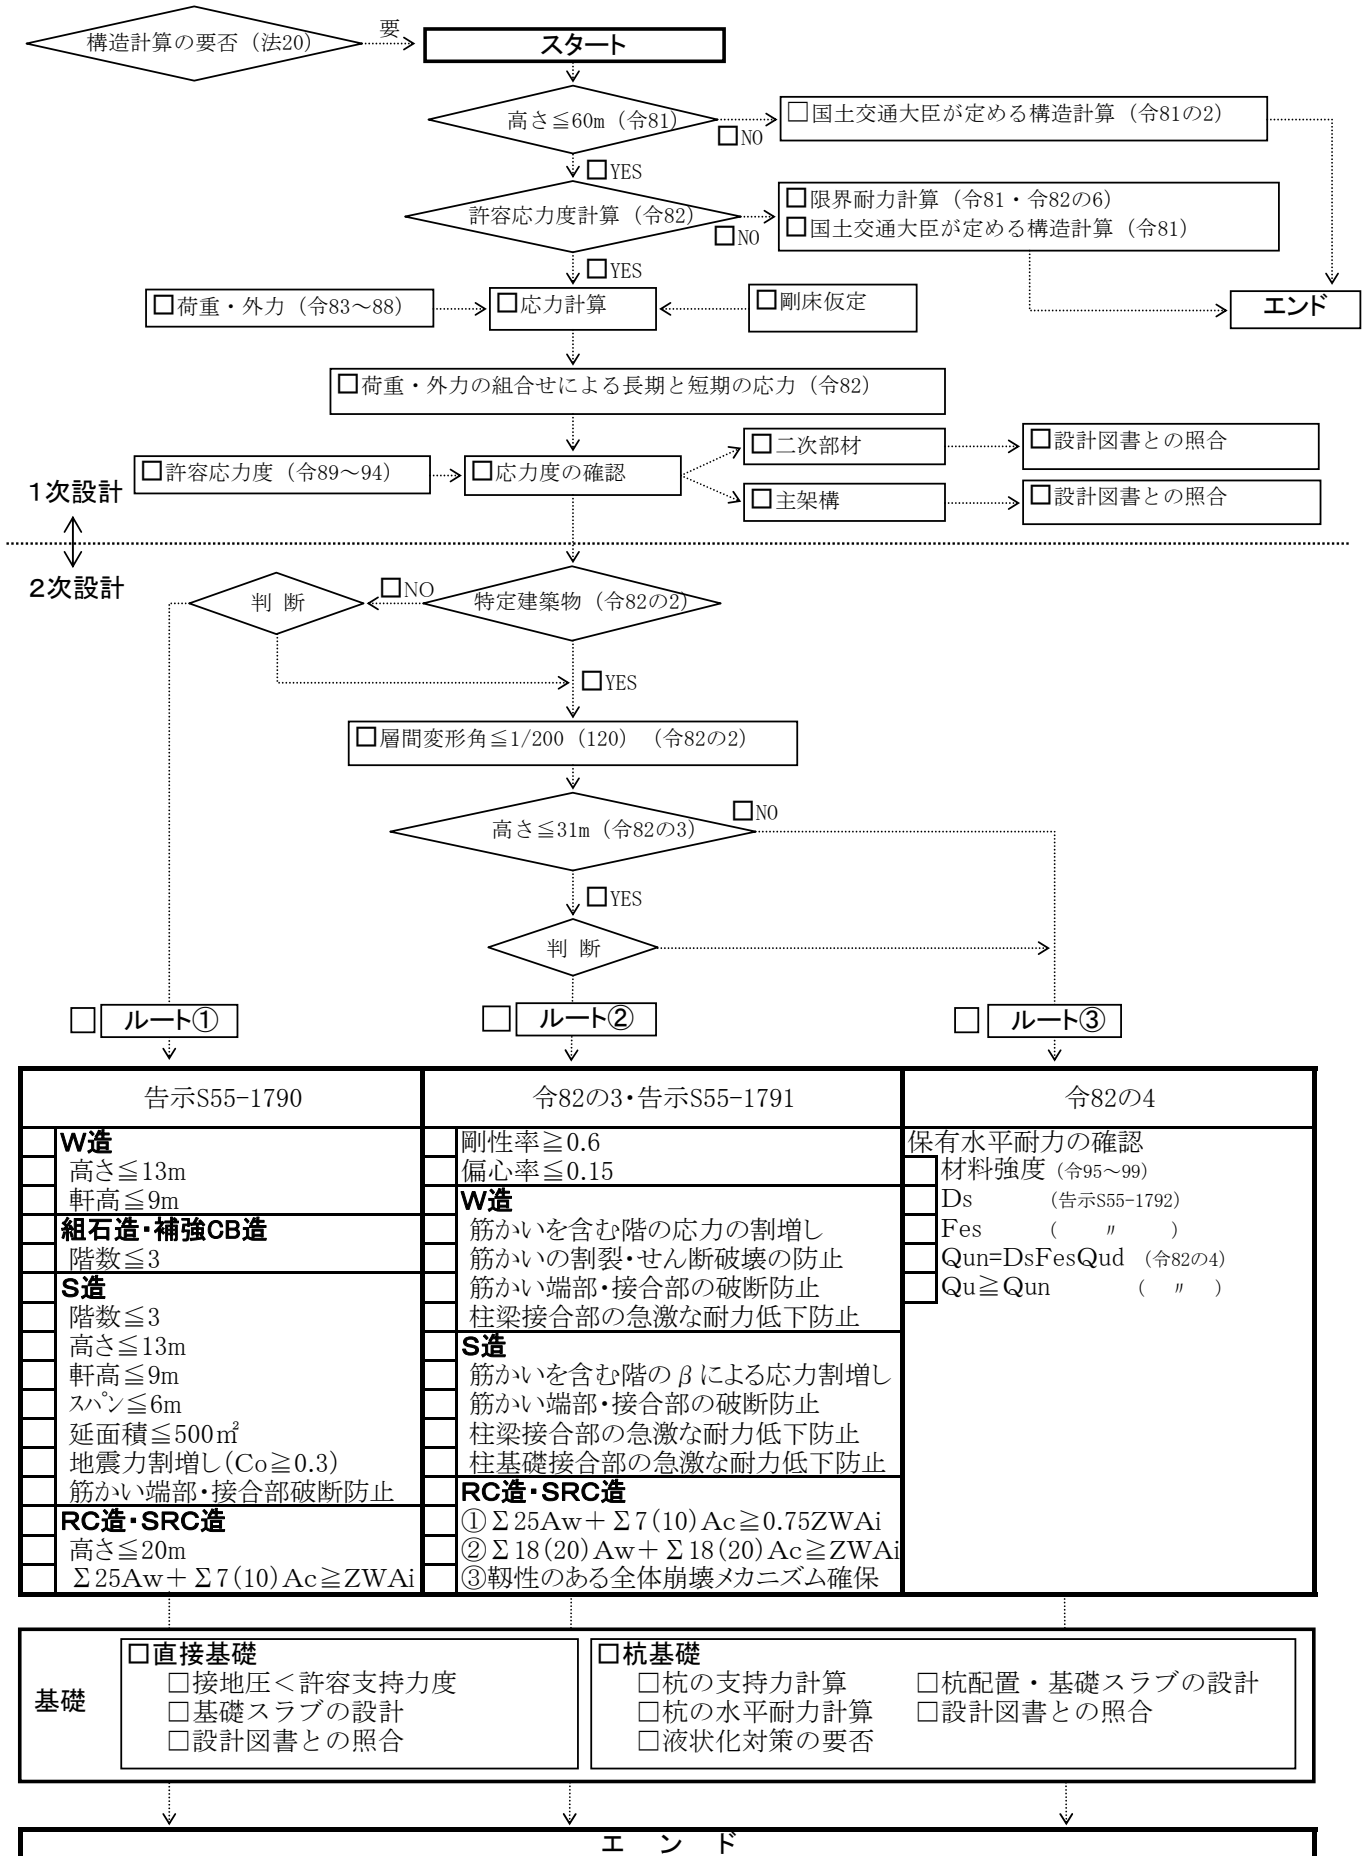 構造計算の要否（法20）
要
スタート
高さ≦60m（令81）
□NO
□国土交通大臣が定める構造計算（令81の2）
□YES
許容応力度計算（令82）
□NO
□限界耐力計算（令81・令82の6）
□国土交通大臣が定める構造計算（令81）
□YES
□荷重・外力（令83～88）
□応力計算
□剛床仮定
エンド
□荷重・外力の組合せによる長期と短期の応力（令82）
□許容応力度（令89～94）
□応力度の確認
□二次部材
□設計図書との照合
□主架構
□設計図書との照合
1次設計
2次設計
判 断
□NO
特定建築物（令82の2）
□YES
□層間変形角≦1/200（120）（令82の2）
高さ≦31m（令82の3）
□NO
□YES
判 断
□ ルート①
□ ルート②
□ ルート③
告示S55-1790
W造
高さ≦13m
軒高≦9m
組石造・補強CB造
階数≦3
S造
階数≦3
高さ≦13m
軒高≦9m
ｽﾊﾟﾝ≦6m
延面積≦500㎡
地震力割増し（Co≧0.3）
筋かい端部・接合部破断防止
RC造・SRC造
高さ≦20m
Σ25Aw＋Σ7（10）Ac≧ZWAi
令82の3・告示S55-1791
剛性率≧0.6
偏心率≦0.15
W造
筋かいを含む階の応力の割増し
筋かいの割裂・せん断破壊の防止
筋かい端部・接合部の破断防止
柱梁接合部の急激な耐力低下防止
S造
筋かいを含む階のβによる応力割増し
筋かい端部・接合部の破断防止
柱梁接合部の急激な耐力低下防止
柱基礎接合部の急激な耐力低下防止
RC造・SRC造
①Σ25Aw＋Σ7（10）Ac≧0.75ZWAi
②Σ18（20）Aw＋Σ18（20）Ac≧ZWAi
③靱性のある全体崩壊メカニズム確保
令82の4
保有水平耐力の確認
材料強度（令95～99）
Ds （告示S55-1792）
Fes （ 〃 ）
Qun=DsFesQud （令82の4）
Qu≧Qun （ 〃 ）
基礎
□直接基礎
□接地圧＜許容支持力度
□基礎スラブの設計
□設計図書との照合
□杭基礎
□杭の支持力計算 □杭配置・基礎スラブの設計
□杭の水平耐力計算 □設計図書との照合
□液状化対策の要否
エ ン ド